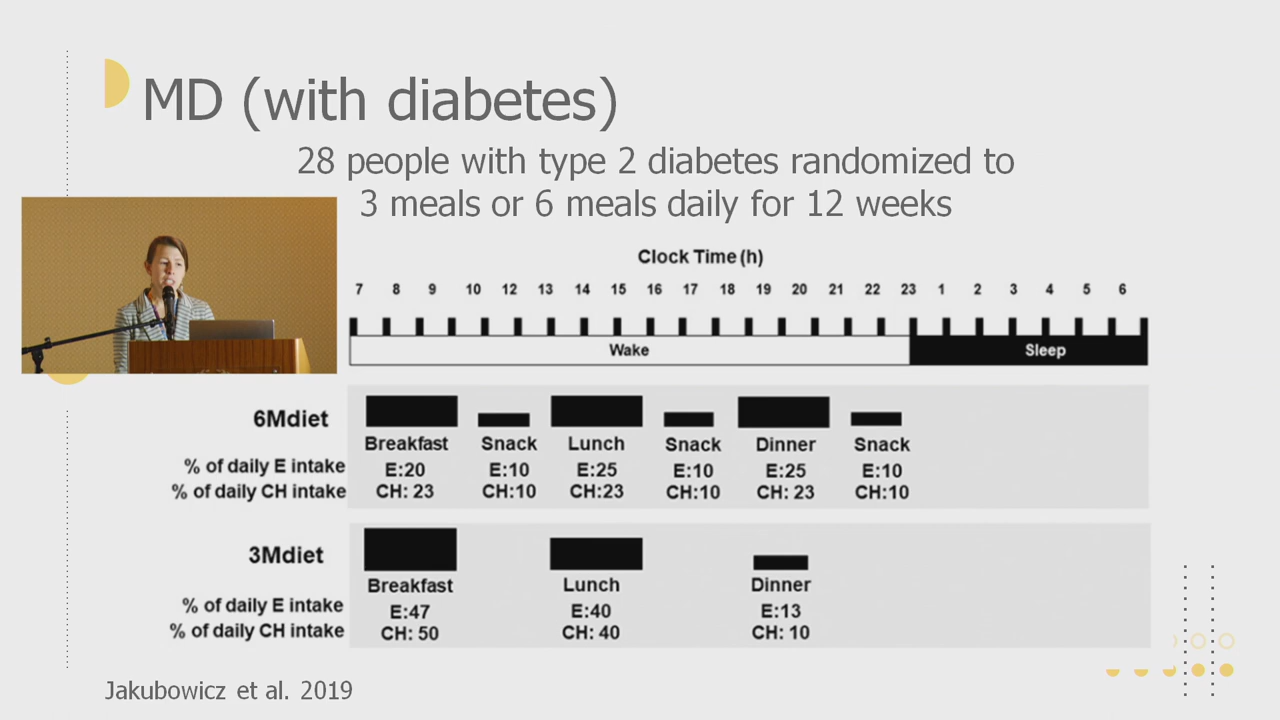 MD (with diabetes)
28 people with type 2 diabetes randomized to
3 meals or 6 meals daily for 12 weeks
Clock Time (h)
7 8 9 10 12 13 14 15 16 17 18 19 20 21 22 23 1 2 3 4 5 6
Wake Sleep
6Mdiet
Breakfast Snack Lunch Snack Dinner Snack
% of daily E intake E:20 E:10 E:25 E:10 E:25 E:10
% of daily CH intake CH: 23 CH:10 CH:23 CH:10 CH: 23 CH:10
3Mdiet
Breakfast Lunch Dinner
% of daily E intake E:47 E:40 E:13
% of daily CH intake CH: 50 CH: 40 CH: 10
Jakubowicz et al. 2019